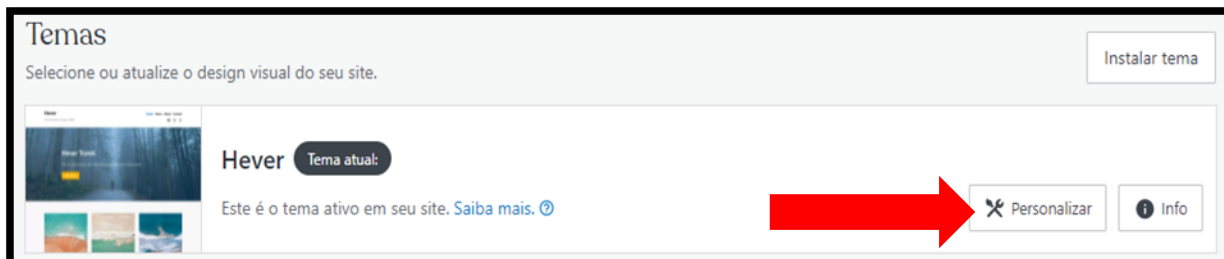 Temas
Selecione ou atualize o design visual do seu site.
Instalar tema
Hever Tema atual:
Este é o tema ativo em seu site. Saiba mais.
Personalizar
Info